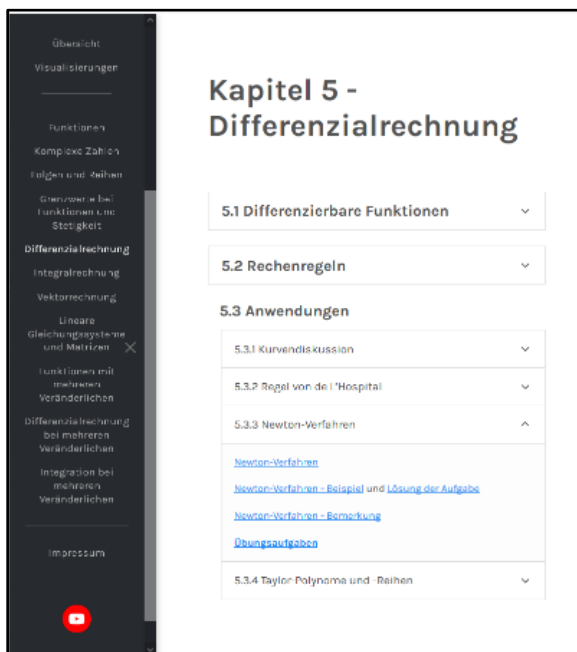 Übersicht
Visualisierungen
Funktionen
Komplexe Zahlen
Folgen und Reihen
Grenzwerte bei
Funktionen und
Stetigkeit
Differenzialrechnung
Integralrechnung
Vektorrechnung
Lineare
Gleichungssysteme
und Matrizen
Funktionen mit
mehreren
Veränderlichen
Differenzialrechnung
bei mehreren
Veränderlichen
Integration bei
mehreren
Veränderlichen
Impressum
Kapitel 5 -
Differenzialrechnung
5.1 Differenzierbare Funktionen
5.2 Rechenregeln
5.3 Anwendungen
5.3.1 Kurvendiskussion
5.3.2 Regel von de l'Hospital
5.3.3 Newton-Verfahren
Newton-Verfahren
Newton-Verfahren - Beispiel und Lösung der Aufgabe
Newton-Verfahren - Bemerkung
Übungsaufgaben
5.3.4 Taylor-Polynome und -Reihen